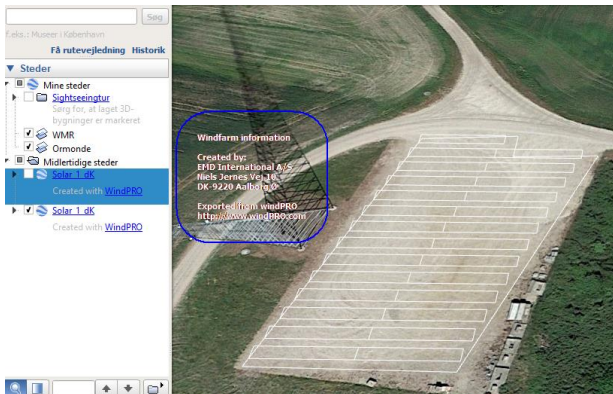 Søg
f.eks.: Museer i København
Få rutevejledning Historik
Steder
Mine steder
Sightseeingtur
Sørg for, at laget 3D-
bygninger er markeret
WMR
Ormonde
Midlertidige steder
Solar 1 dK
Created with WindPRO
Solar 1 dK
Created with WindPRO
Windfarm information
Created by:
EMD International A/S
Niels Jernes Vej 10
DK-9220 Aalborg Ø
Exported from windPRO
http://www.windPRO.com